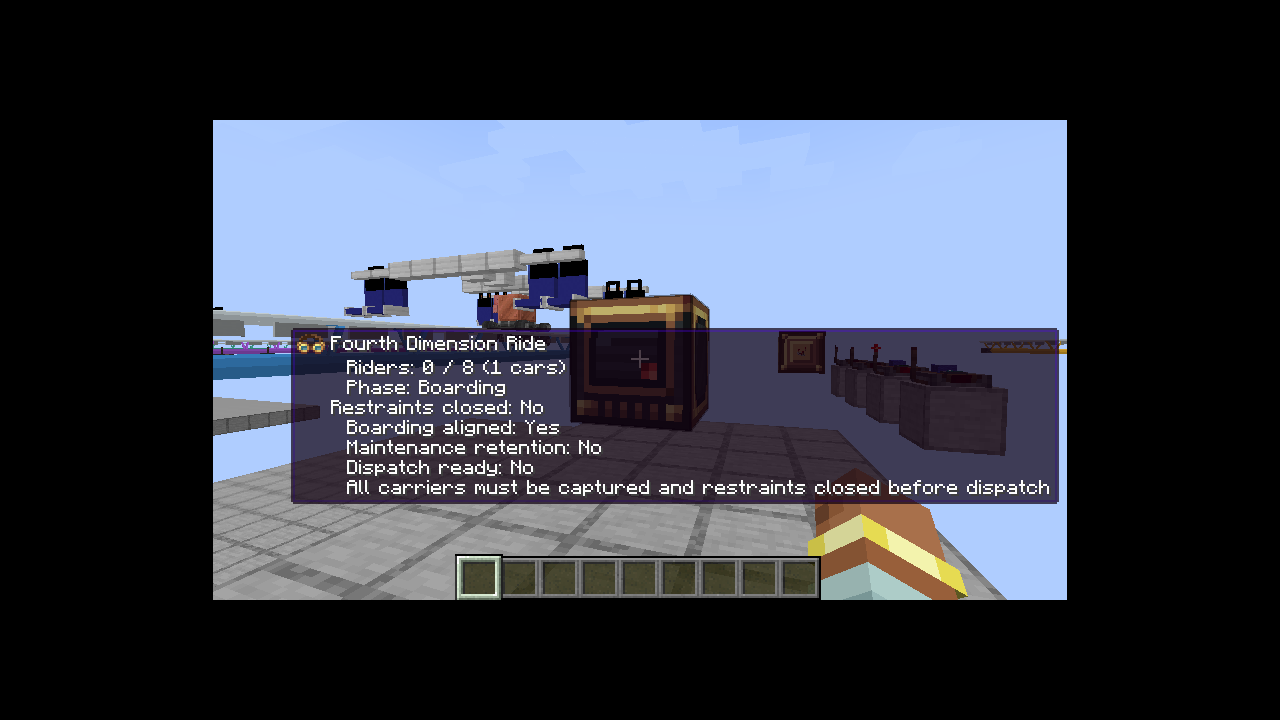 Fourth Dimension Ride
Riders: 0 / 8 (1 cars)
Phase: Boarding
Restraints closed: No
Boarding aligned: Yes
Maintenance retention: No
Dispatch ready: No
All carriers must be captured and restraints closed before dispatch